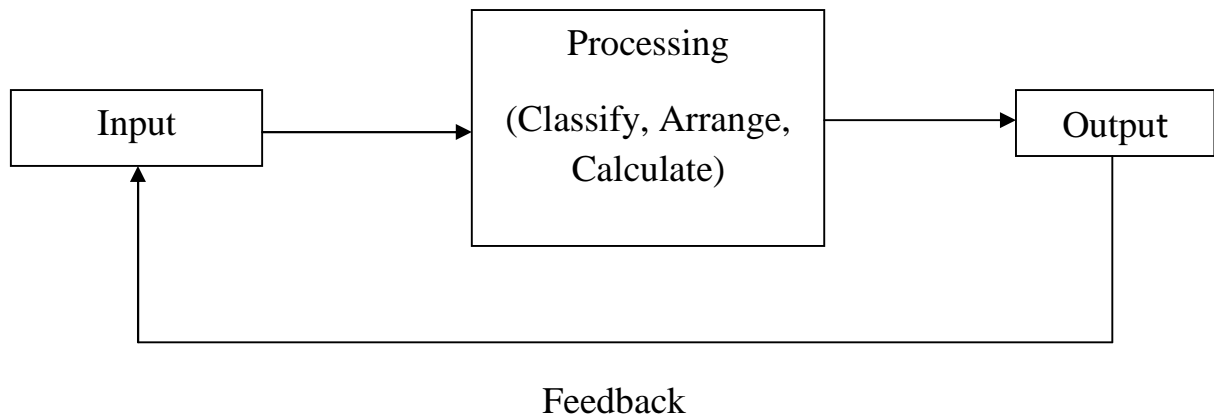 Processing
Input
(Classify, Arrange,
Calculate)
Output
Feedback